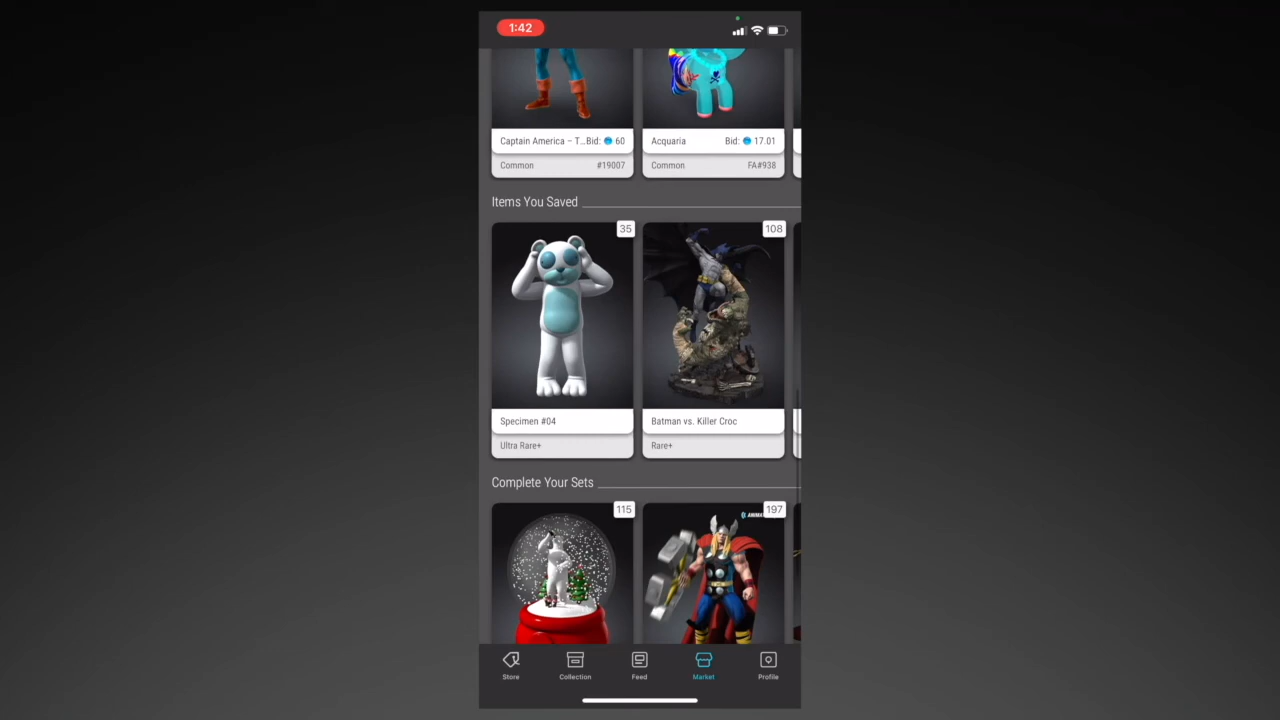 1:42
Captain America – T... Bid: 60
Common #19007
Acquaria Bid: 17.01
Common FA#938
Items You Saved
35
108
Specimen #04
Ultra Rare+
Batman vs. Killer Croc
Rare+
Complete Your Sets
115
197
Store
Collection
Feed
Market
Profile